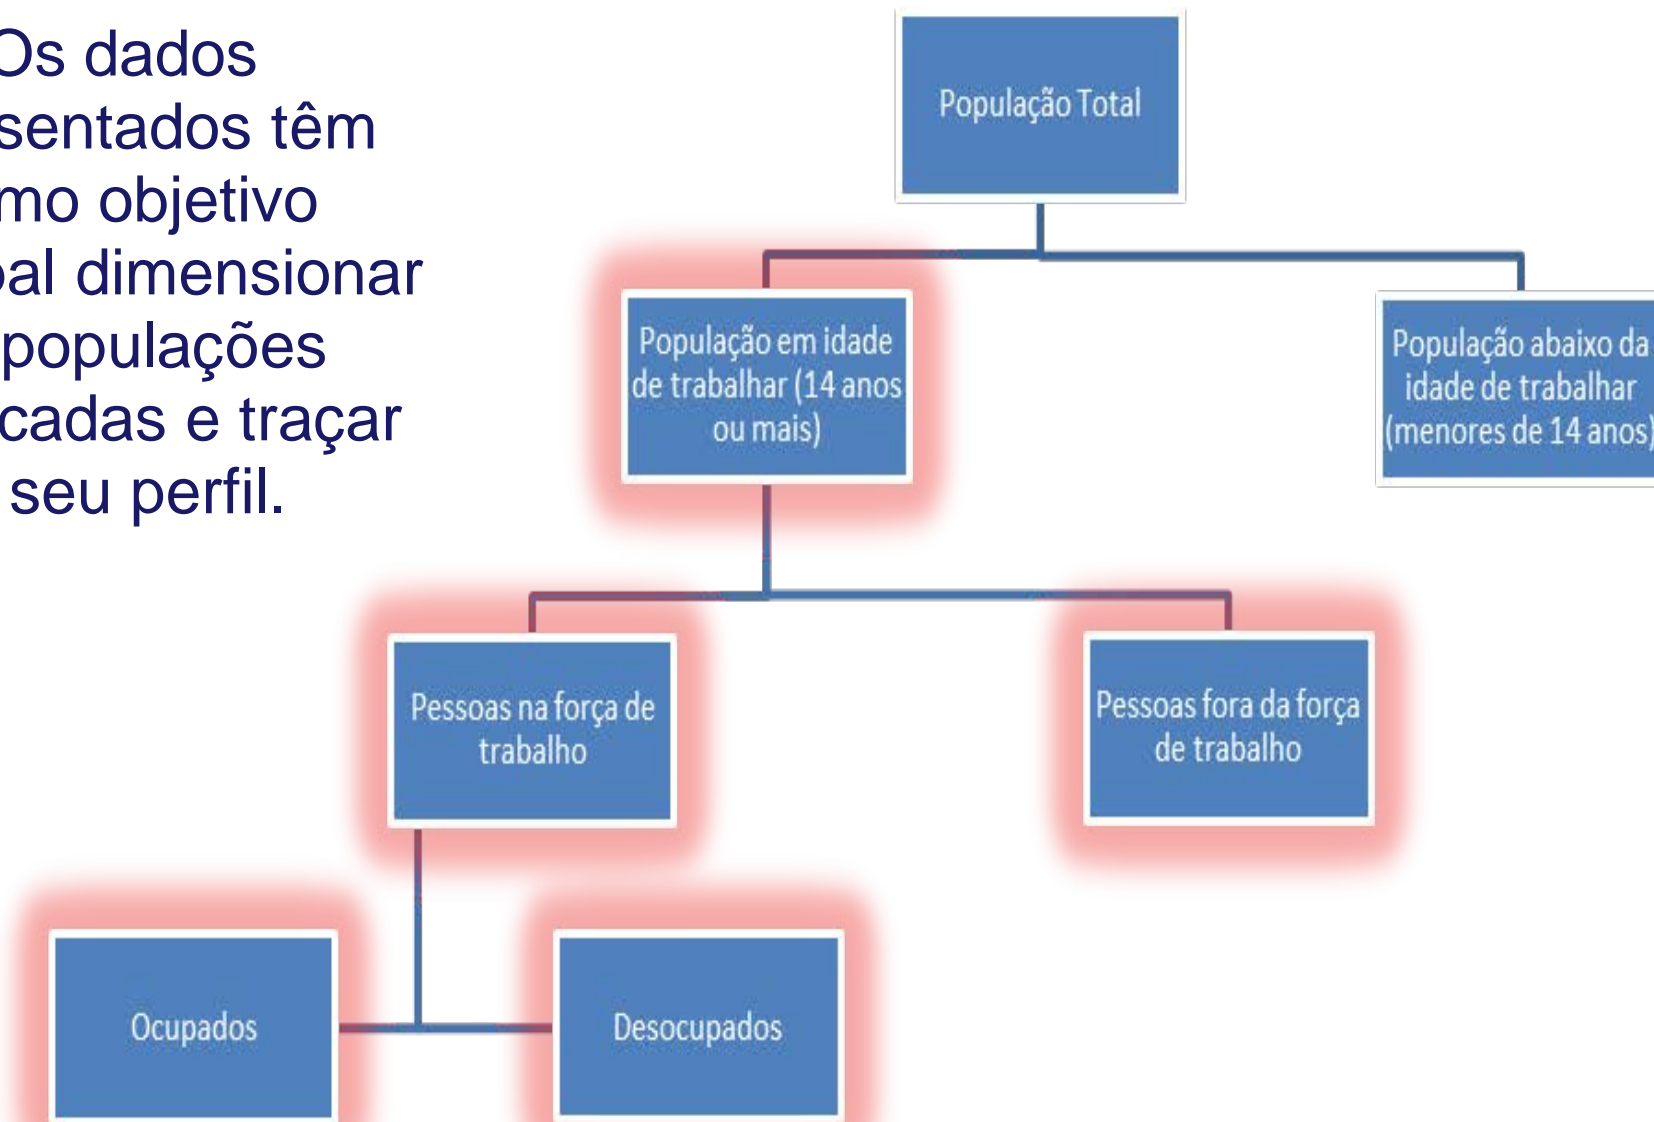 Os dados
sentados têm
mo objetivo
pal dimensionar
populações
cadas e traçar
seu perfil.
População Total
População em idade
de trabalhar (14 anos
ou mais)
População abaixo da
idade de trabalhar
(menores de 14 anos)
Pessoas na força de
trabalho
Pessoas fora da força
de trabalho
Ocupados
Desocupados